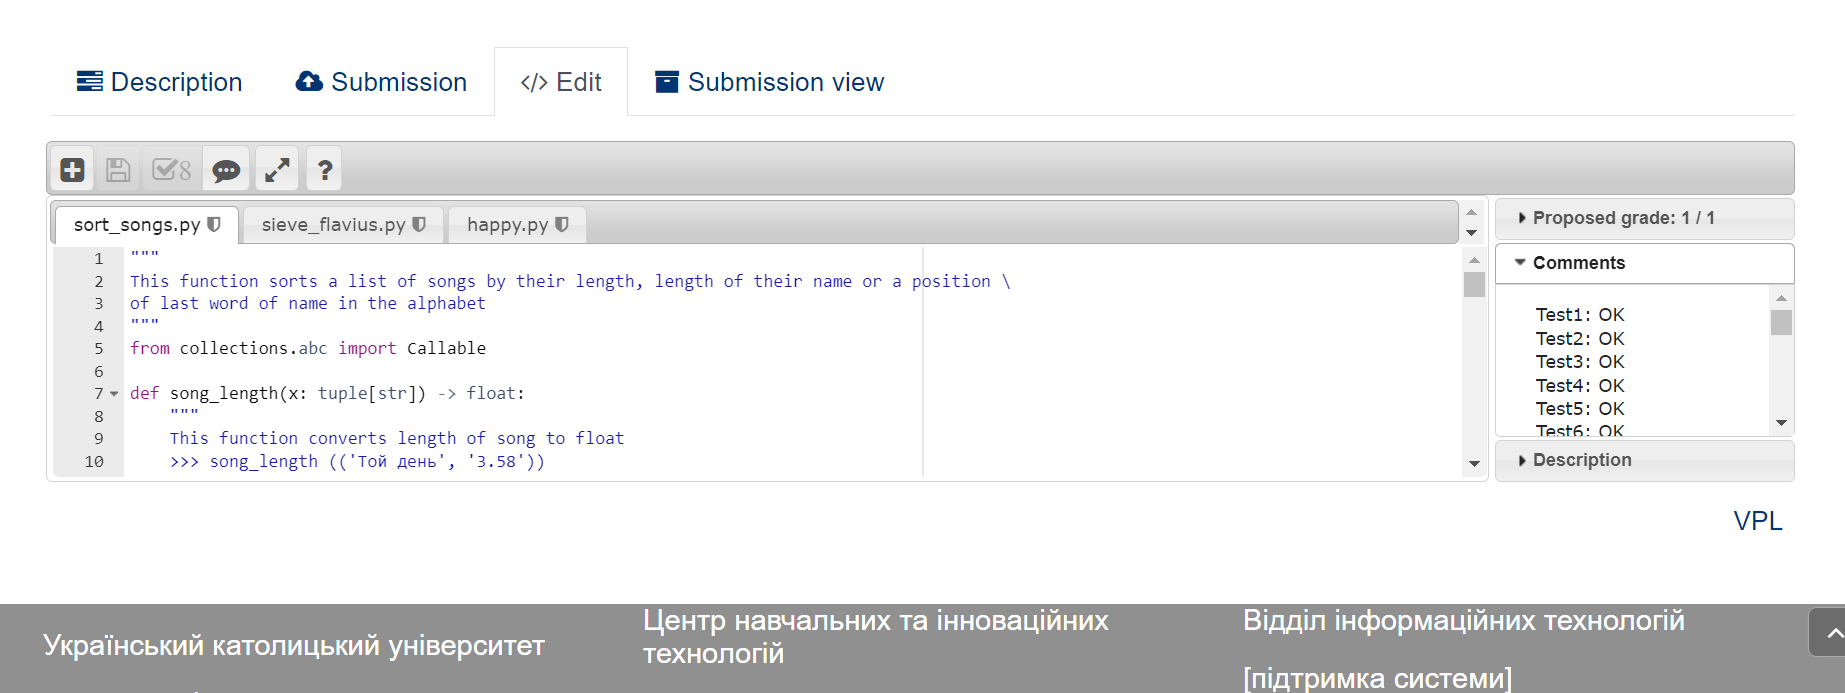 Description Submission </> Edit Submission view
8 ?
sort_songs.py sieve_flavius.py happy.py
1 """
2 This function sorts a list of songs by their length, length of their name or a position \
3 of last word of name in the alphabet
4 """
5 from collections.abc import Callable
6
7 def song_length(x: tuple[str]) -> float:
8 """
9 This function converts length of song to float
10 >>> song_length (('Той день', '3.58'))
Proposed grade: 1 / 1
Comments
Test1: OK
Test2: OK
Test3: OK
Test4: OK
Test5: OK
Test6: OK
Description
VPL
Український католицький університет
Центр навчальних та інноваційних
технологій
Відділ інформаційних технологій
[підтримка системи]